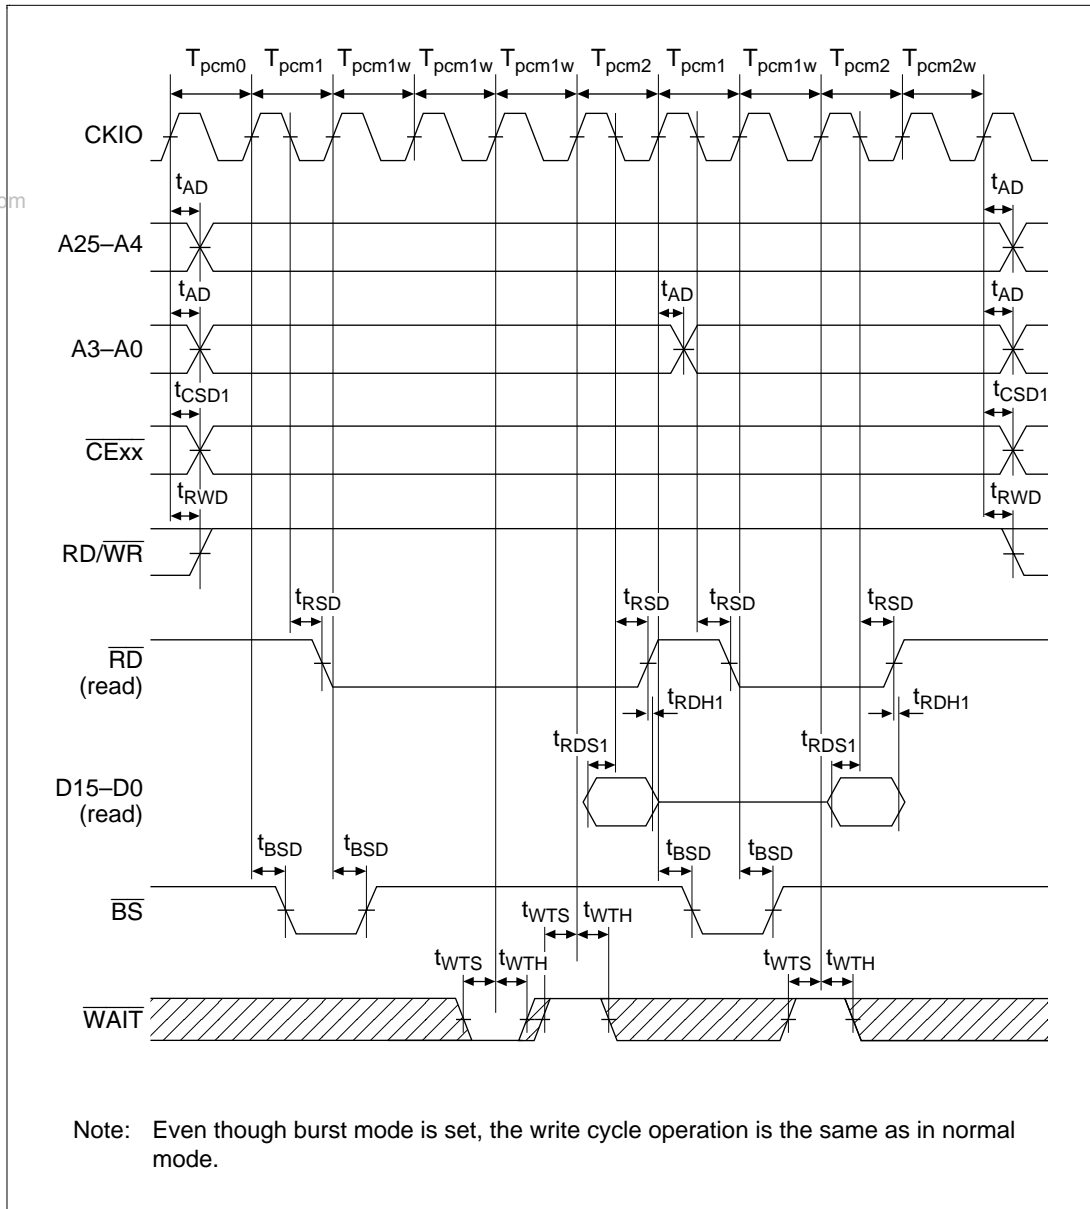 Tpcm0 Tpcm1 Tpcm1w Tpcm1w Tpcm1w Tpcm2 Tpcm1 Tpcm1w Tpcm2 Tpcm2w
CKIO
om
tAD tAD
A25–A4
tAD tAD tAD
A3–A0
tCSD1 tCSD1
CExx
tRWD tRWD
RD/WR
tRSD tRSD tRSD tRSD
RD
(read)
tRDH1 tRDH1
tRDS1 tRDS1
D15–D0
(read)
tBSD tBSD tBSD tBSD
BS
tWTS tWTH
tWTS tWTH tWTS tWTH
WAIT
Note: Even though burst mode is set, the write cycle operation is the same as in normal
mode.